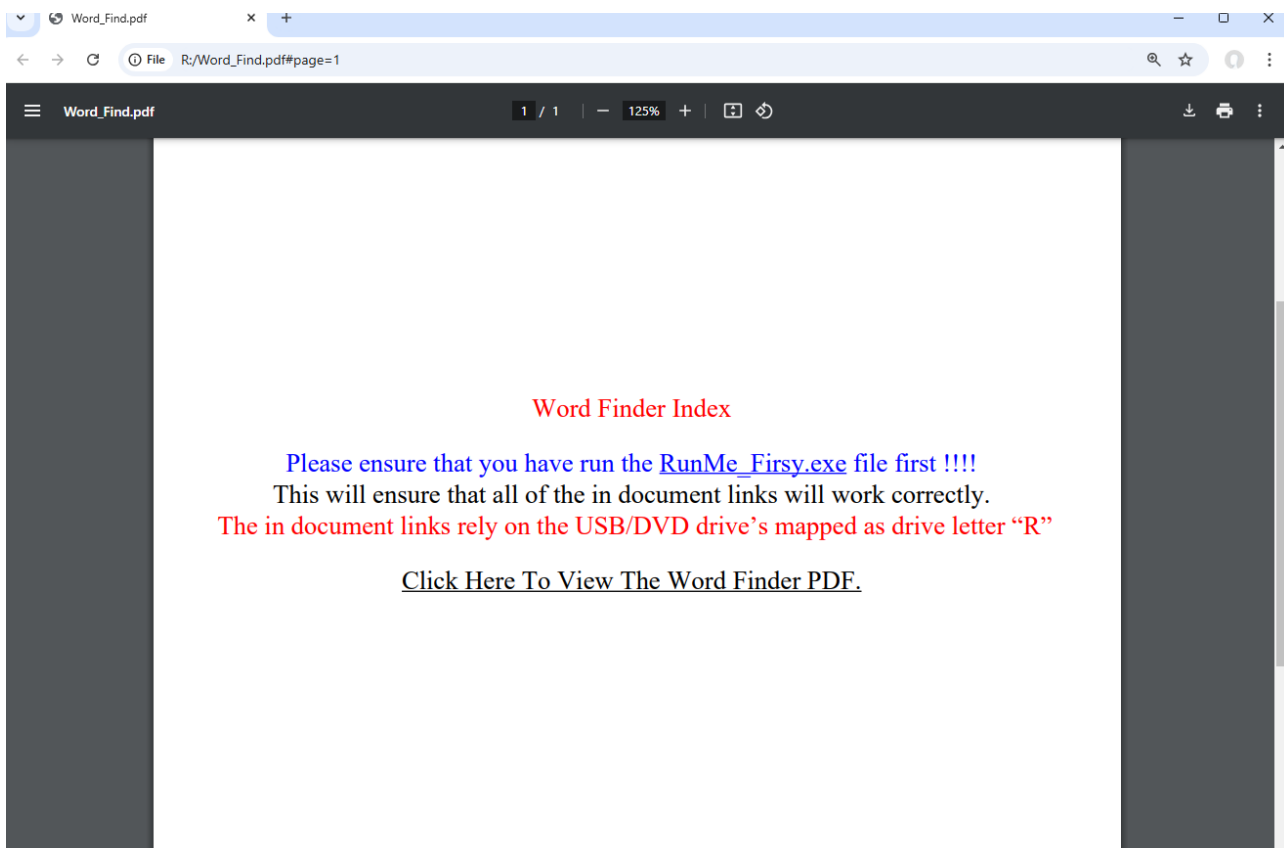 Word_Find.pdf
File R:/Word_Find.pdf#page=1
Word_Find.pdf 1 / 1 125%
Word Finder Index
Please ensure that you have run the RunMe_Firsy.exe file first !!!!
This will ensure that all of the in document links will work correctly.
The in document links rely on the USB/DVD drive’s mapped as drive letter “R”
Click Here To View The Word Finder PDF.